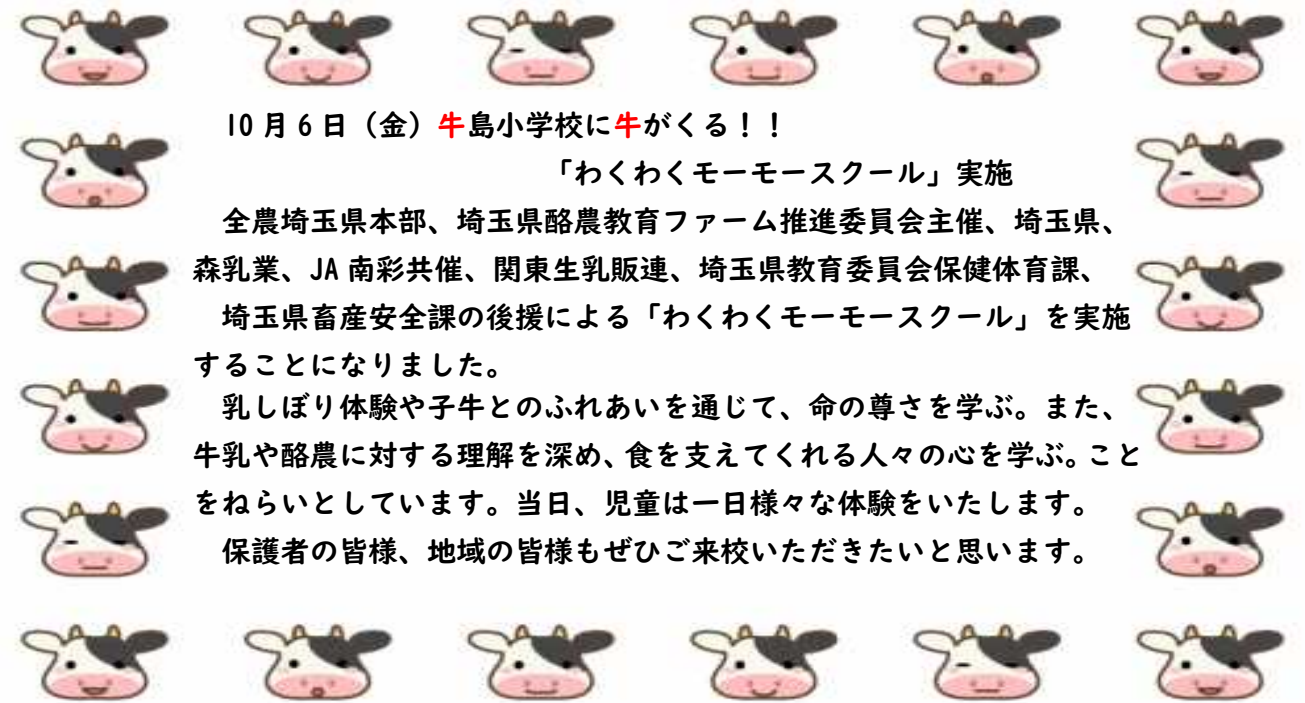 10月6日（金）牛島小学校に牛がくる！！
「わくわくモーモースクール」実施
全農埼玉県本部、埼玉県酪農教育ファーム推進委員会主催、埼玉県、
森乳業、JA南彩共催、関東生乳販連、埼玉県教育委員会保健体育課、
埼玉県畜産安全課の後援による「わくわくモーモースクール」を実施
することになりました。
乳しぼり体験や子牛とのふれあいを通じて、命の尊さを学ぶ。また、
牛乳や酪農に対する理解を深め、食を支えてくれる人々の心を学ぶ。こと
をねらいとしています。当日、児童は一日様々な体験をいたします。
保護者の皆様、地域の皆様もぜひご来校いただきたいと思います。